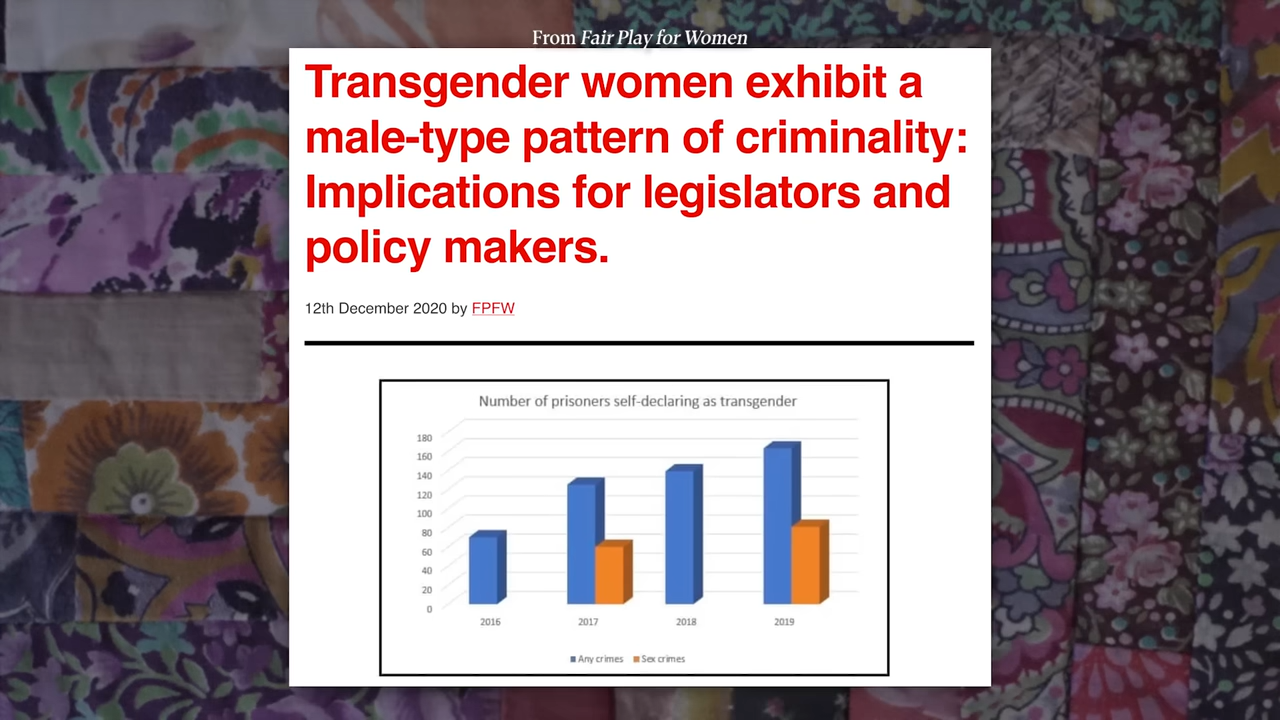 From Fair Play for Women
Transgender women exhibit a
male-type pattern of criminality:
Implications for legislators and
policy makers.
12th December 2020 by FPFW
Number of prisoners self-declaring as transgender
180
160
140
120
100
80
60
40
20
0
2016 2017 2018 2019
Any crimes Sex crimes